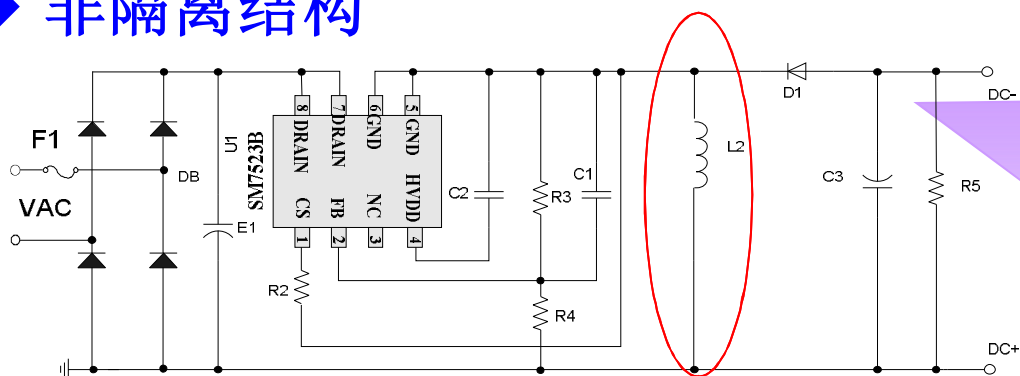 非隔离结构
F1
VAC
DB
E1
U1
SM7523B
8 DRAIN
7 DRAIN
6 GND
5 GND
1 CS
2 FB
3 NC
4 HVDD
R2
C2
R3
C1
R4
L2
D1
C3
R5
DC-
DC+